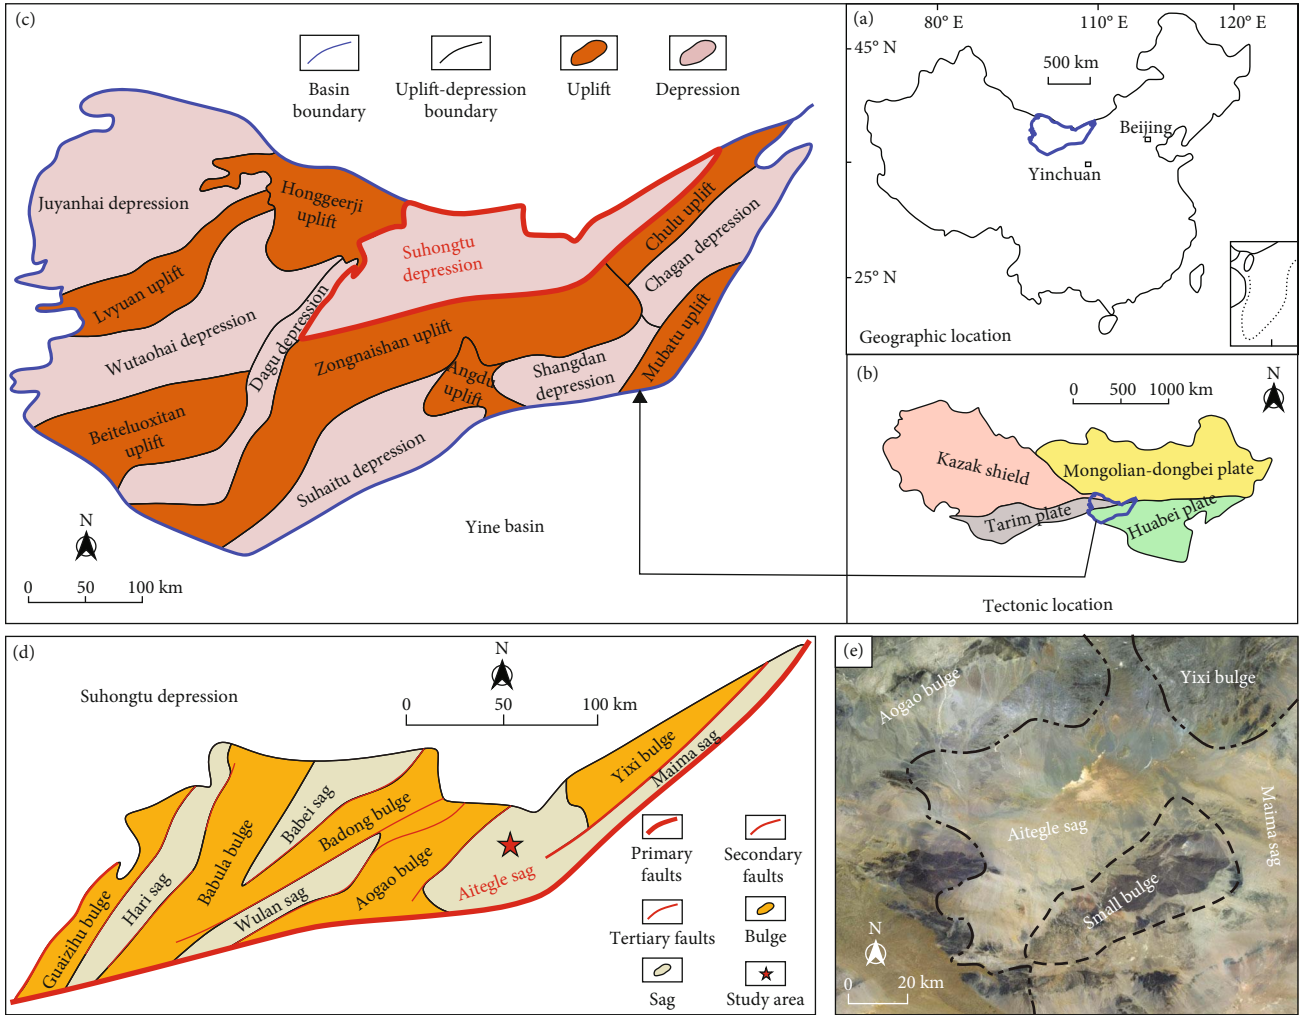 (c)
Basin
boundary
Uplift-depression
boundary
Uplift
Depression
Juyanhai depression
Honggeerji
uplift
Lvyuan uplift
Wutaohai depression
Dagu depression
Suhongtu
depression
Chulu uplift
Chagan depression
Mubatu uplift
Zongnaishan uplift
Angdu
uplift
Shangdan
depression
Beiteluoxitan
uplift
Suhaitu depression
Yine basin
N
0 50 100 km
(a)
80° E 110° E 120° E
45° N
500 km
Beijing
Yinchuan
25° N
Geographic location
(b)
0 500 1000 km
N
Kazak shield
Mongolian-dongbei plate
Tarim plate
Huabei plate
Tectonic location
(d)
Suhongtu depression
N
0 50 100 km
Guaizihu bulge
Hari sag
Babula bulge
Babei sag
Badong bulge
Wulan sag
Aogao bulge
Aitegle sag
Yixi bulge
Maima sag
Primary
faults
Secondary
faults
Tertiary faults
Bulge
Sag
Study area
(e)
Aogao bulge
Yixi bulge
Aitegle sag
Maima sag
Small bulge
N
0 20 km